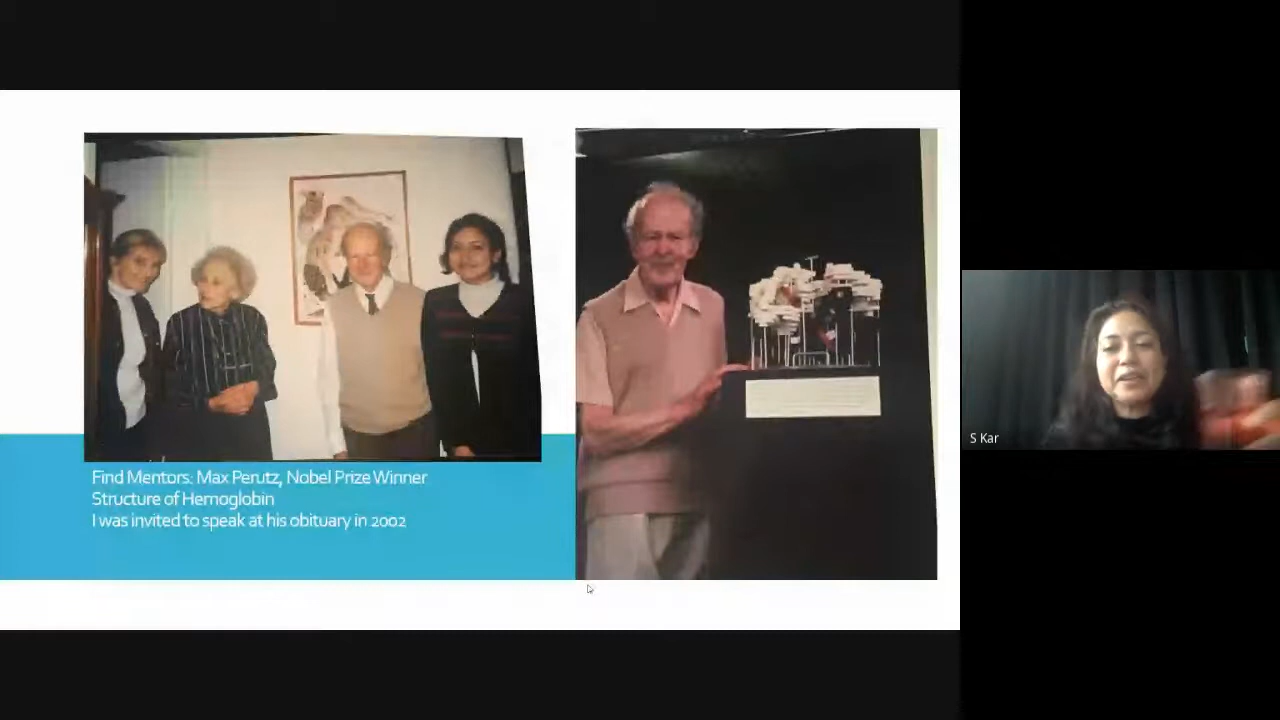 Find Mentors: Max Perutz, Nobel Prize Winner
Structure of Hemoglobin
I was invited to speak at his obituary in 2002
S Kar